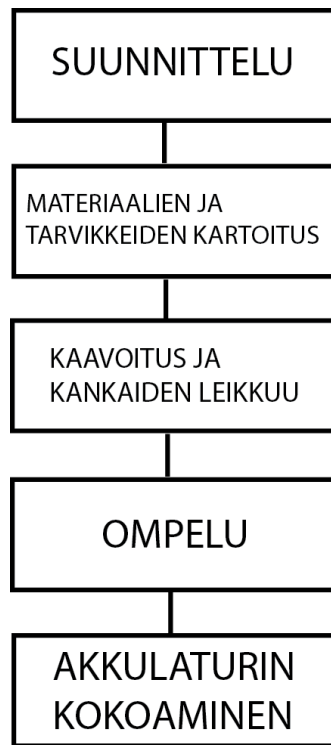 SUUNNITTELU
MATERIAALIEN JA
TARVIKKEIDEN KARTOITUS
KAAVOITUS JA
KANKAIDEN LEIKKUU
OMPELU
AKKULATURIN
KOKOAMINEN